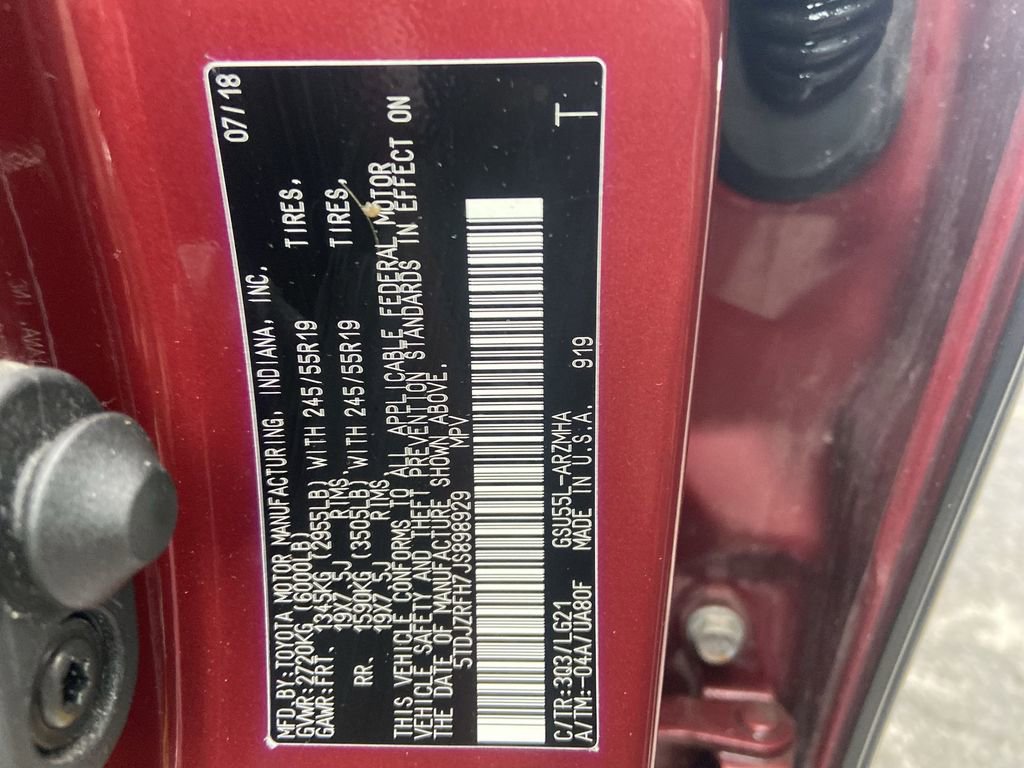 MFD.BY:TOYOTA MOTOR MANUFACTURING, INDIANA, INC. 07/18
GVWR:2720KG (6000LB)
GAWR:FRT. 1345KG (2955LB) WITH 245/55R19 TIRES,
19X7.5J RIMS,
RR. 1590KG (3505LB) WITH 245/55R19 TIRES,
19X7.5J RIMS
THIS VEHICLE CONFORMS TO ALL APPLICABLE FEDERAL MOTOR
VEHICLE SAFETY AND THEFT PREVENTION STANDARDS IN EFFECT ON
THE DATE OF MANUFACTURE SHOWN ABOVE.
5TDJZRFH7JS898929 MPV
C/TR:3Q3/LG21 GSU55L-ARZMHA
A/TM:-04A/UA80F MADE IN U.S.A. 919 T